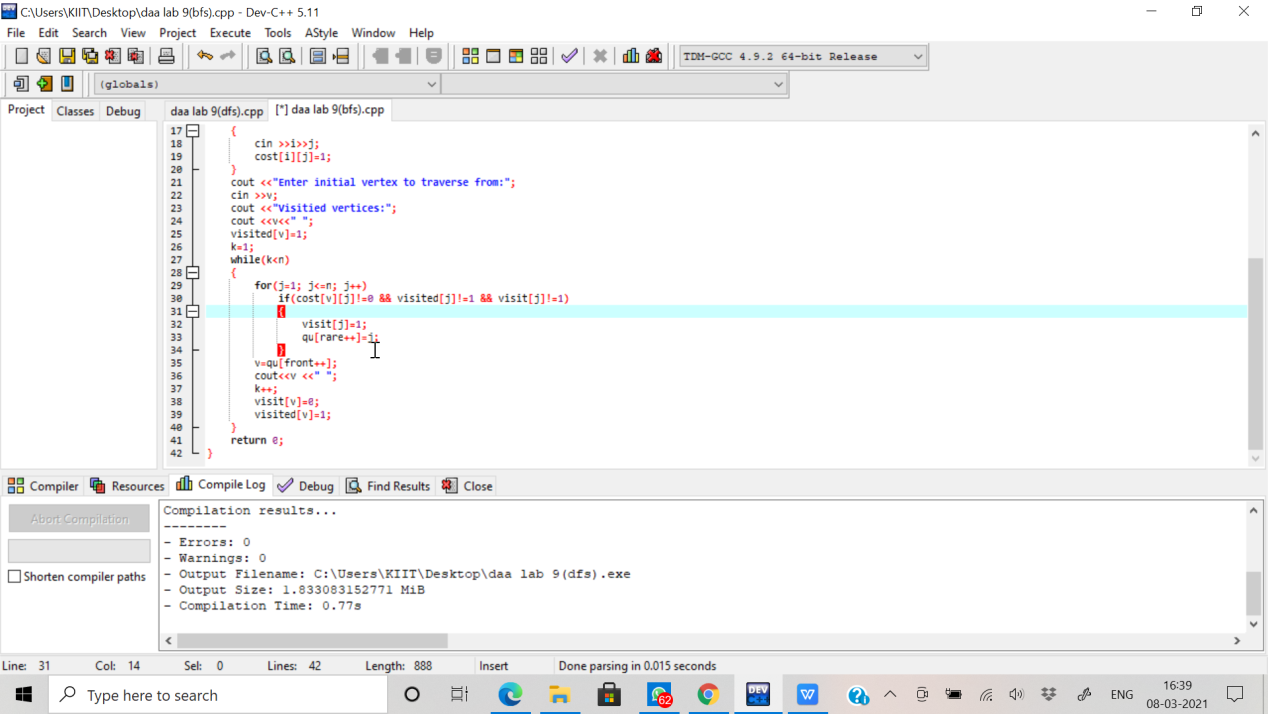 C:\Users\KIIT\Desktop\daa lab 9(bfs).cpp - Dev-C++ 5.11
File Edit Search View Project Execute Tools AStyle Window Help
TDM-GCC 4.9.2 64-bit Release
(globals)
Project Classes Debug
daa lab 9(dfs).cpp [*] daa lab 9(bfs).cpp
17 {
18 cin >>i>>j;
19 cost[i][j]=1;
20 }
21 cout <<"Enter initial vertex to traverse from:";
22 cin >>v;
23 cout <<"Visitied vertices:";
24 cout <<v<<" ";
25 visited[v]=1;
26 k=1;
27 while(k<n)
28 {
29 for(j=1; j<=n; j++)
30 if(cost[v][j]!=0 && visited[j]!=1 && visit[j]!=1)
31 {
32 visit[j]=1;
33 qu[rare++]=j;
34 }
35 v=qu[front++];
36 cout<<v <<" ";
37 k++;
38 visit[v]=0;
39 visited[v]=1;
40 }
41 return 0;
42 }
Compiler Resources Compile Log Debug Find Results Close
Abort Compilation
Shorten compiler paths
Compilation results...
--------
- Errors: 0
- Warnings: 0
- Output Filename: C:\Users\KIIT\Desktop\daa lab 9(dfs).exe
- Output Size: 1.833083152771 MiB
- Compilation Time: 0.77s
Line: 31 Col: 14 Sel: 0 Lines: 42 Length: 888 Insert Done parsing in 0.015 seconds
Type here to search
62
DEV
W
ENG
16:39
08-03-2021